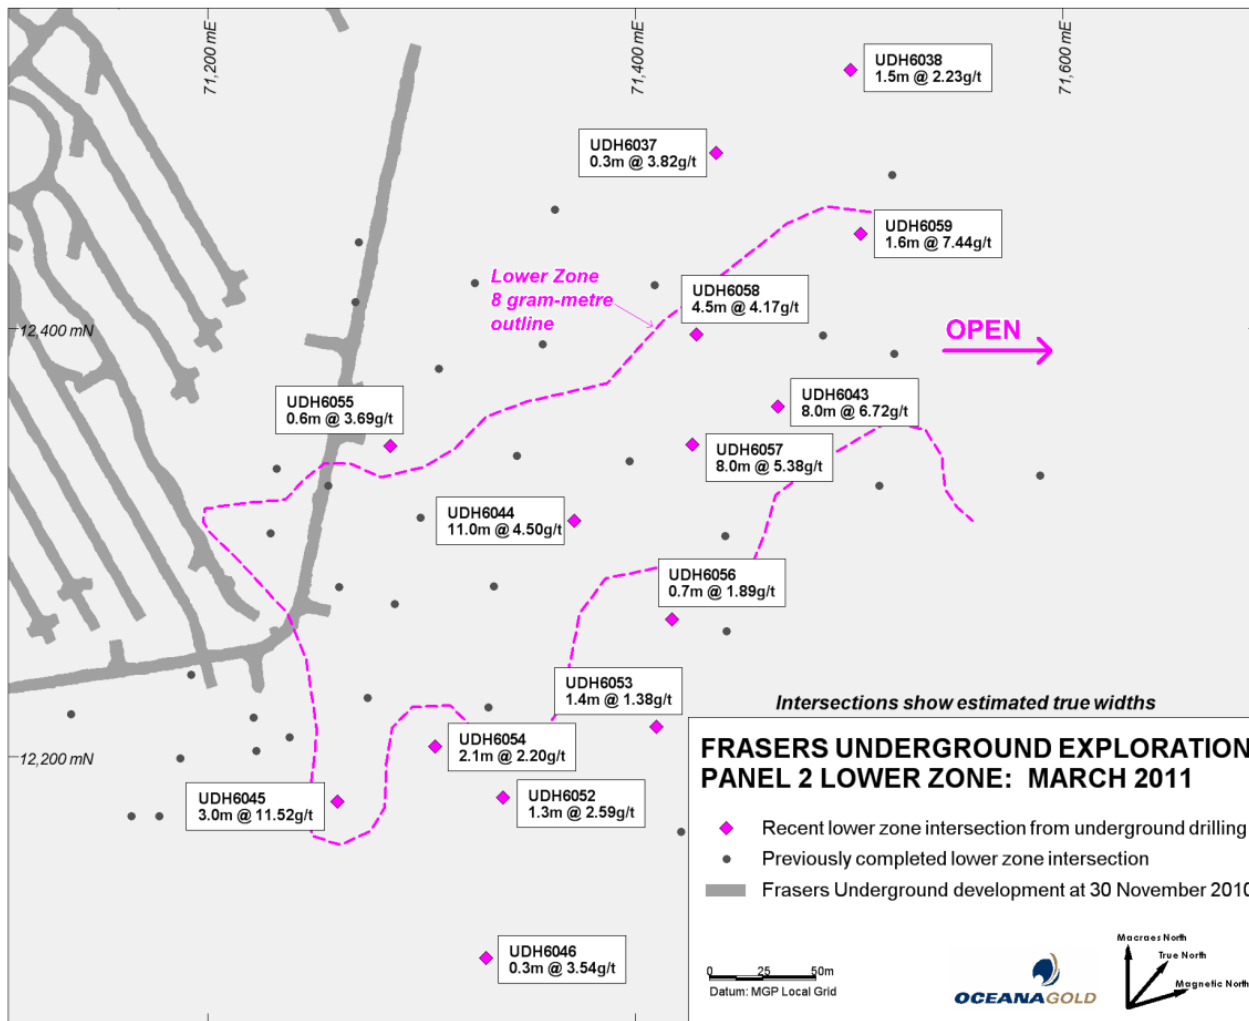 71,200 mE
71,400 mE
71,600 mE
UDH6038
1.5m @ 2.23g/t
UDH6037
0.3m @ 3.82g/t
UDH6059
1.6m @ 7.44g/t
Lower Zone
8 gram-metre
outline
UDH6058
4.5m @ 4.17g/t
12,400 mN
OPEN
UDH6055
0.6m @ 3.69g/t
UDH6043
8.0m @ 6.72g/t
UDH6057
8.0m @ 5.38g/t
UDH6044
11.0m @ 4.50g/t
UDH6056
0.7m @ 1.89g/t
UDH6053
1.4m @ 1.38g/t
UDH6054
2.1m @ 2.20g/t
12,200 mN
UDH6045
3.0m @ 11.52g/t
UDH6052
1.3m @ 2.59g/t
UDH6046
0.3m @ 3.54g/t
Intersections show estimated true widths
FRASERS UNDERGROUND EXPLORATION
PANEL 2 LOWER ZONE: MARCH 2011
Recent lower zone intersection from underground drilling
Previously completed lower zone intersection
Frasers Underground development at 30 November 2010
0 25 50m
Datum: MGP Local Grid
OCEANAGOLD
Macraes North
True North
Magnetic North